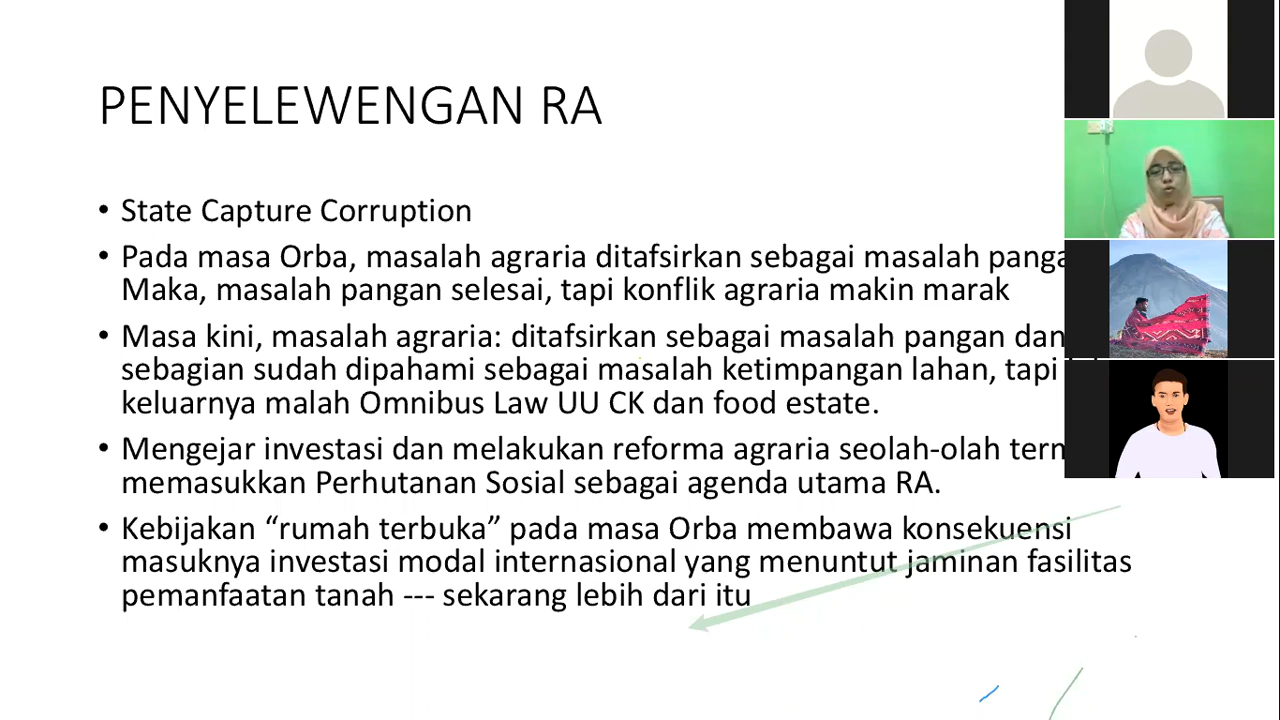 PENYELEWENGAN RA
• State Capture Corruption
• Pada masa Orba, masalah agraria ditafsirkan sebagai masalah
Maka, masalah pangan selesai, tapi konflik agraria makin marak
• Masa kini, masalah agraria: ditafsirkan sebagai masalah pangan dan
sebagian sudah dipahami sebagai masalah ketimpangan lahan, tapi
keluarnya malah Omnibus Law UU CK dan food estate.
• Mengejar investasi dan melakukan reforma agraria seolah-olah
memasukkan Perhutanan Sosial sebagai agenda utama RA.
• Kebijakan “rumah terbuka” pada masa Orba membawa konsekuensi
masuknya investasi modal internasional yang menuntut jaminan fasilitas
pemanfaatan tanah --- sekarang lebih dari itu